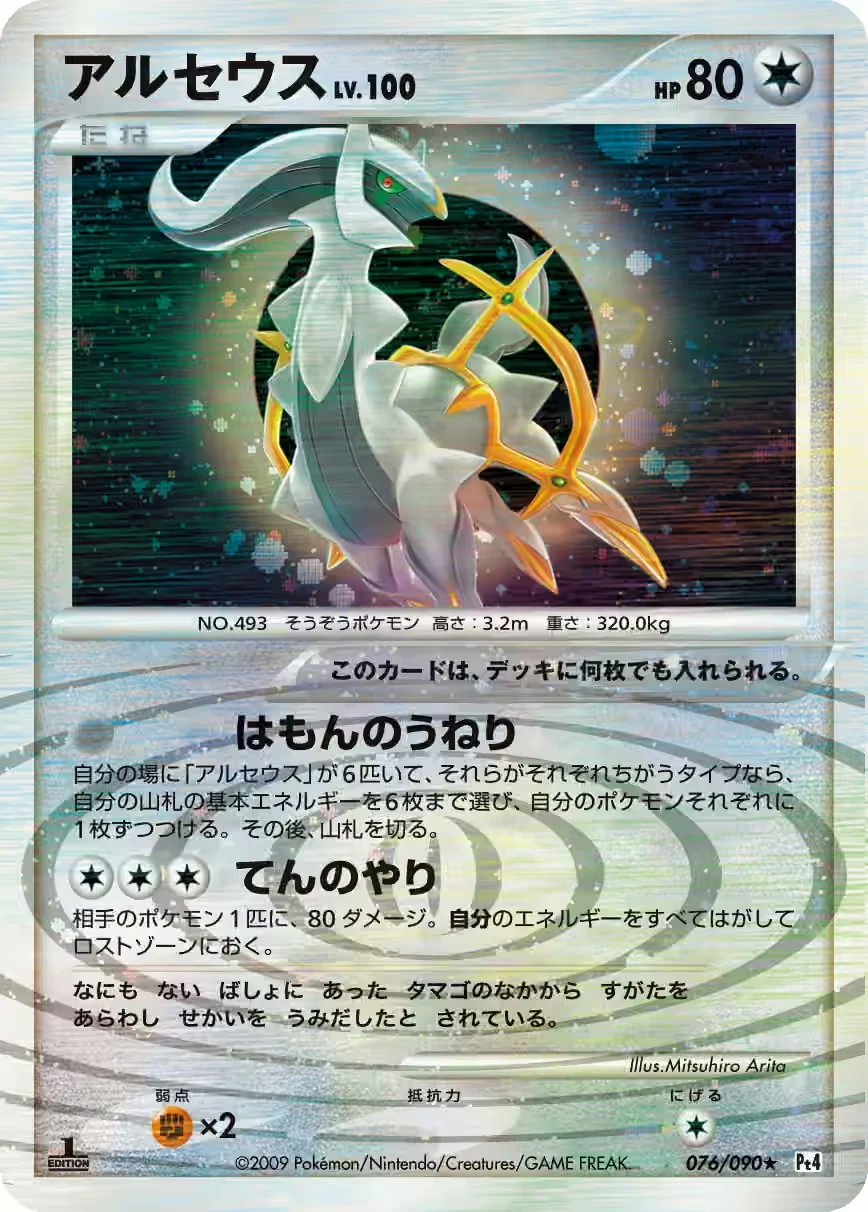 アルセウス LV.100 HP 80
たね
NO.493 そうぞうポケモン 高さ:3.2m 重さ:320.0kg
このカードは、デッキに何枚でも入れられる。
はもんのうねり
自分の場に「アルセウス」が6匹いて、それらがそれぞれちがうタイプなら、
自分の山札の基本エネルギーを6枚まで選び、自分のポケモンそれぞれに
1枚ずつつける。その後、山札を切る。
てんのやり
相手のポケモン1匹に、80ダメージ。自分のエネルギーをすべてはがして
ロストゾーンにおく。
なにも ない ばしょに あった タマゴのなかから すがたを
あらわし せかいを うみだしたと されている。
Illus.Mitsuhiro Arita
弱点 抵抗力 にげる
×2
1 EDITION ©2009 Pokémon/Nintendo/Creatures/GAME FREAK. 076/090★ Pt4